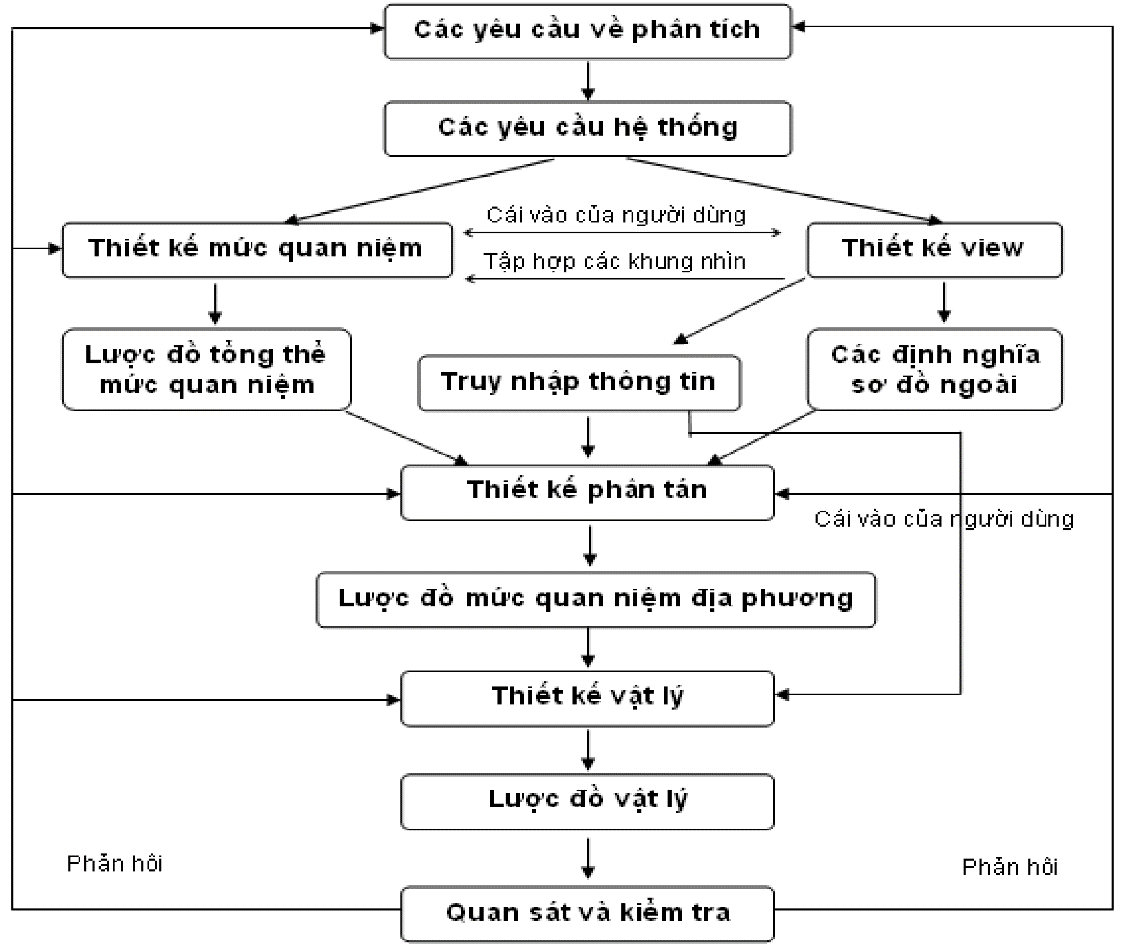 Các yêu cầu về phân tích
Các yêu cầu hệ thống
Cái vào của người dùng
Thiết kế mức quan niệm
Thiết kế view
Tập hợp các khung nhìn
Lược đồ tổng thể
mức quan niệm
Truy nhập thông tin
Các định nghĩa
sơ đồ ngoài
Thiết kế phân tán
Cái vào của người dùng
Lược đồ mức quan niệm địa phương
Thiết kế vật lý
Lược đồ vật lý
Phản hôi
Phản hôi
Quan sát và kiểm tra